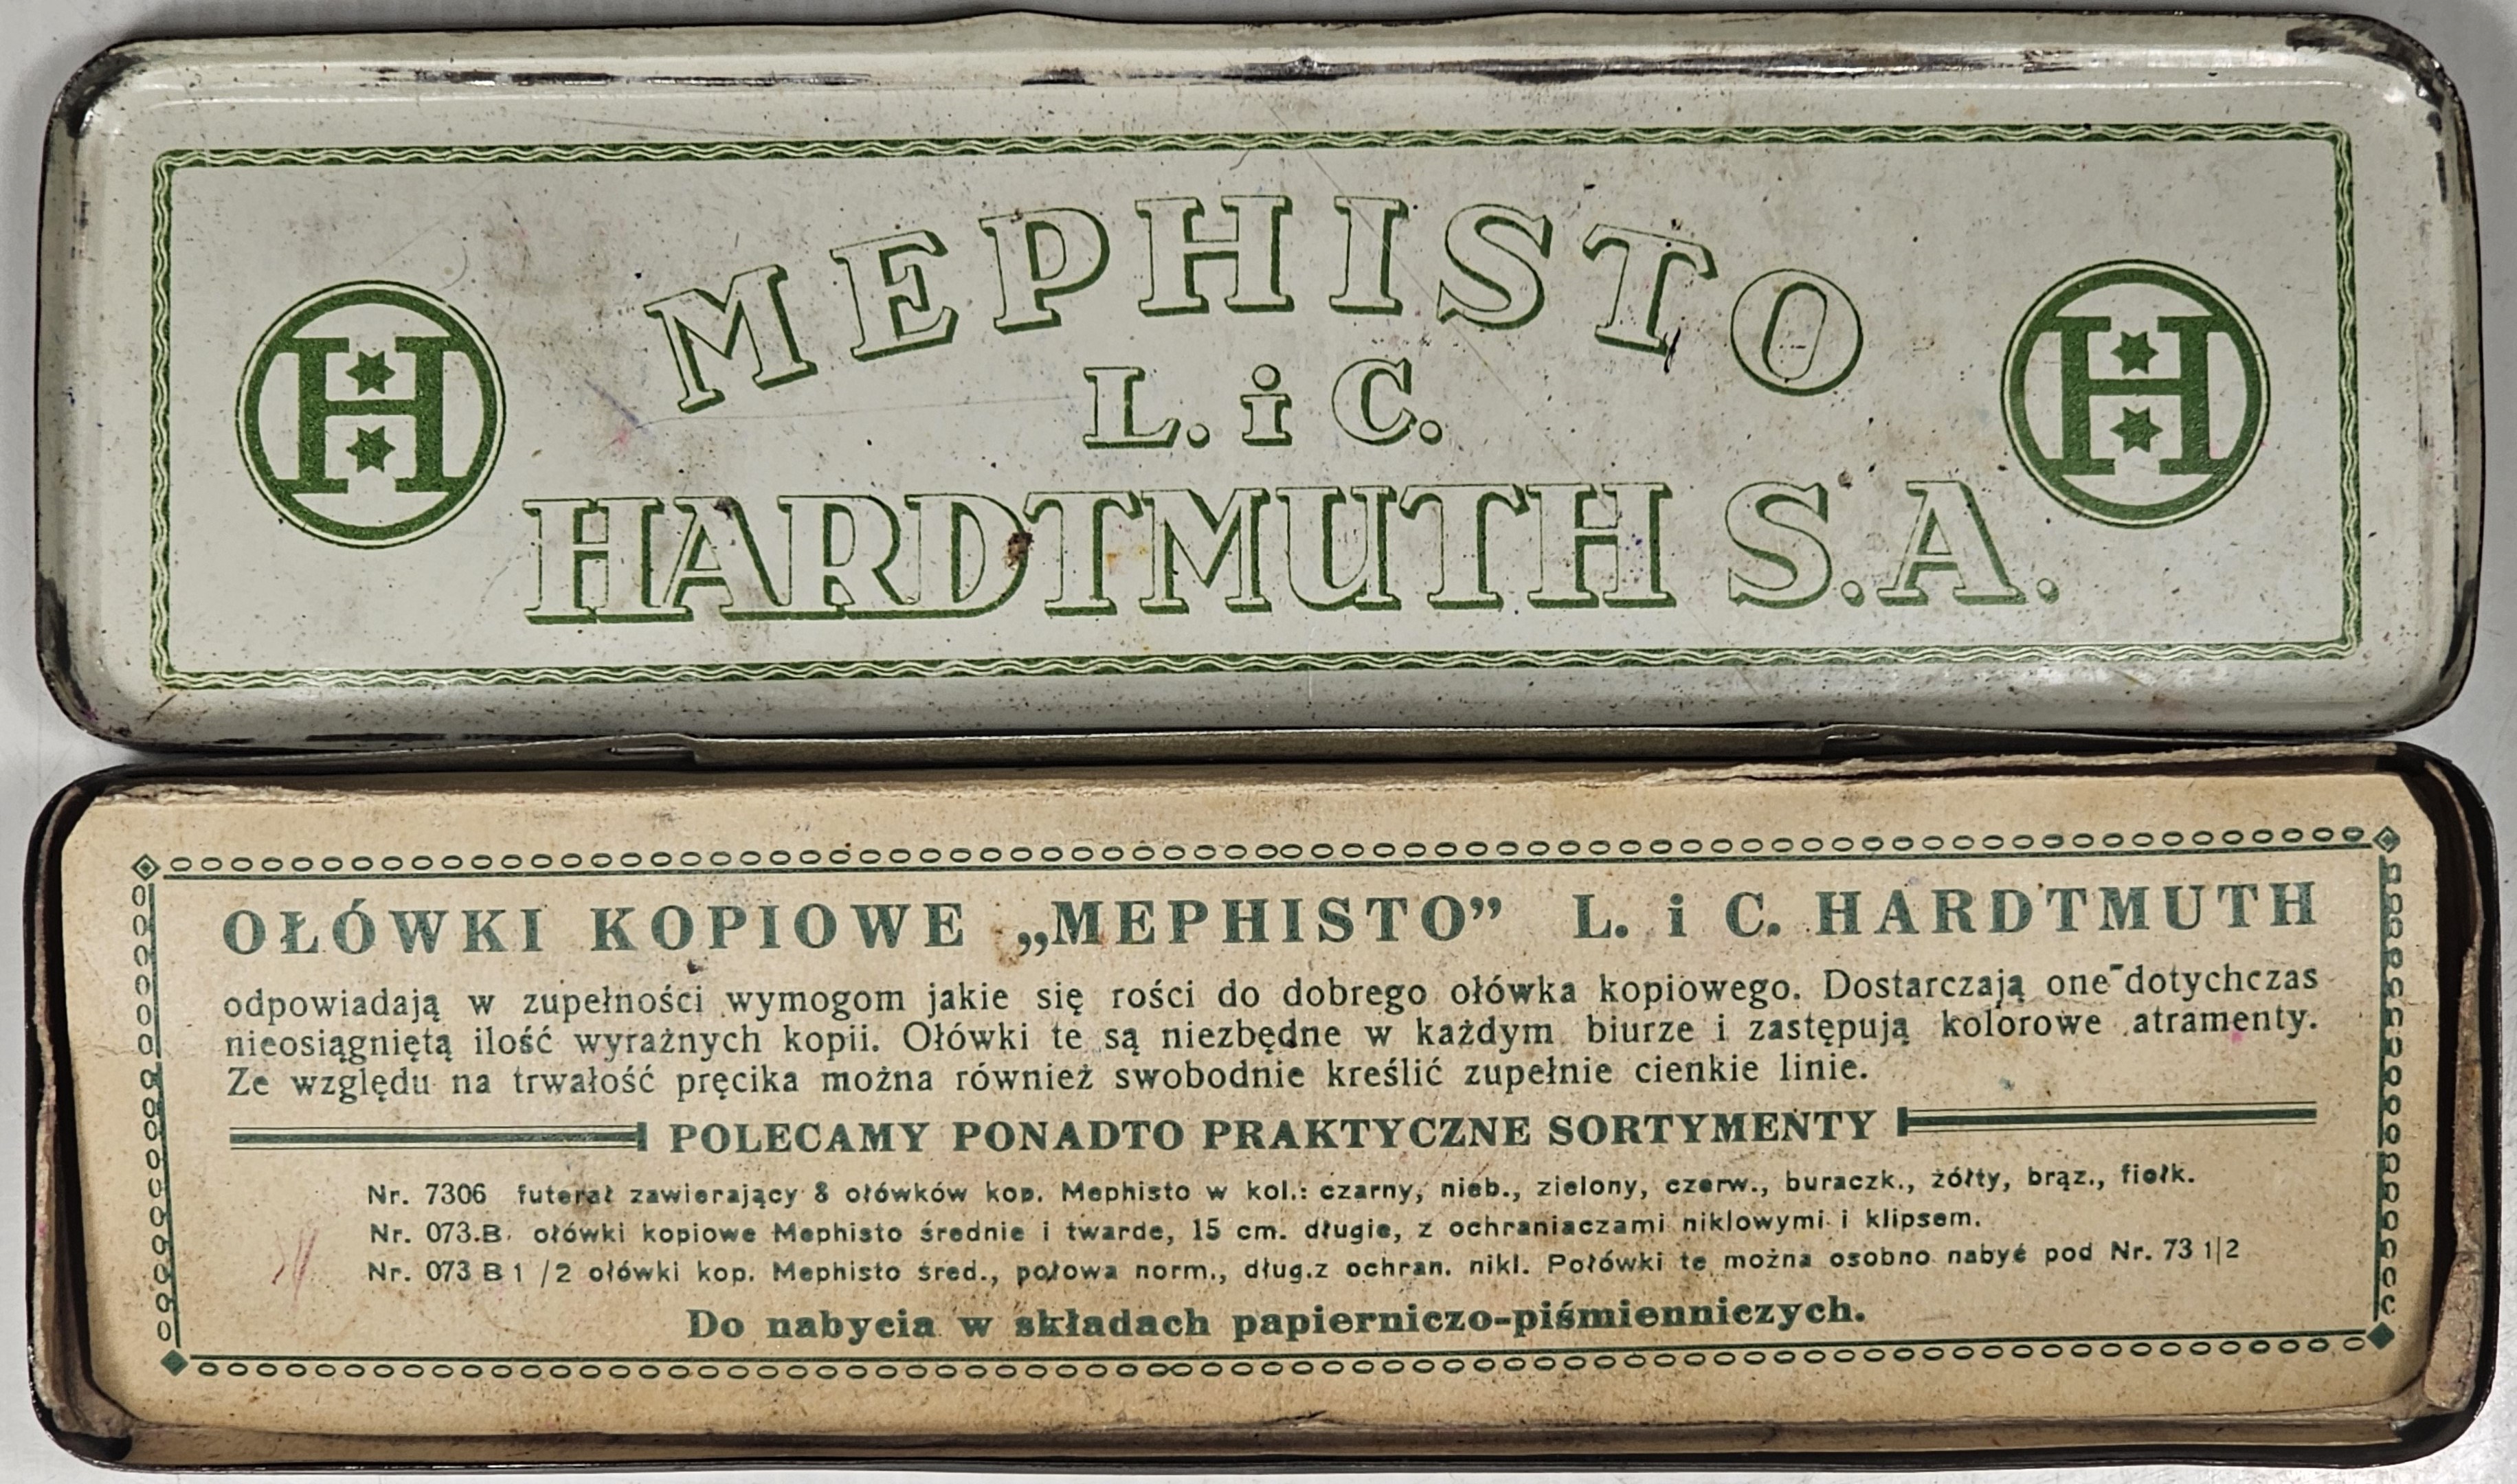 MEPHISTO
H
H
L. i C.
HARDTMUTH S.A.
OŁÓWKI KOPIOWE „MEPHISTO” L. i C. HARDTMUTH
odpowiadają w zupełności wymogom jakie się rości do dobrego ołówka kopiowego. Dostarczają one dotychczas
nieosiągniętą ilość wyraźnych kopii. Ołówki te są niezbędne w każdym biurze i zastępują kolorowe atramenty.
Ze względu na trwałość pręcika można również swobodnie kreślić zupełnie cienkie linie.
POLECAMY PONADTO PRAKTYCZNE SORTYMENTY
Nr. 7306 futerał zawierający 8 ołówków kop. Mephisto w kol.: czarny, nieb., zielony, czerw., buraczk., żółty, brąz., fiołk.
Nr. 073.B. ołówki kopiowe Mephisto średnie i twarde, 15 cm. długie, z ochraniaczami niklowymi i klipsem.
Nr. 073 B 1 /2 ołówki kop. Mephisto śred., połowa norm., dług.z ochran. nikl. Połówki te można osobno nabyć pod Nr. 73 1|2
Do nabycia w składach papierniczo-piśmienniczych.